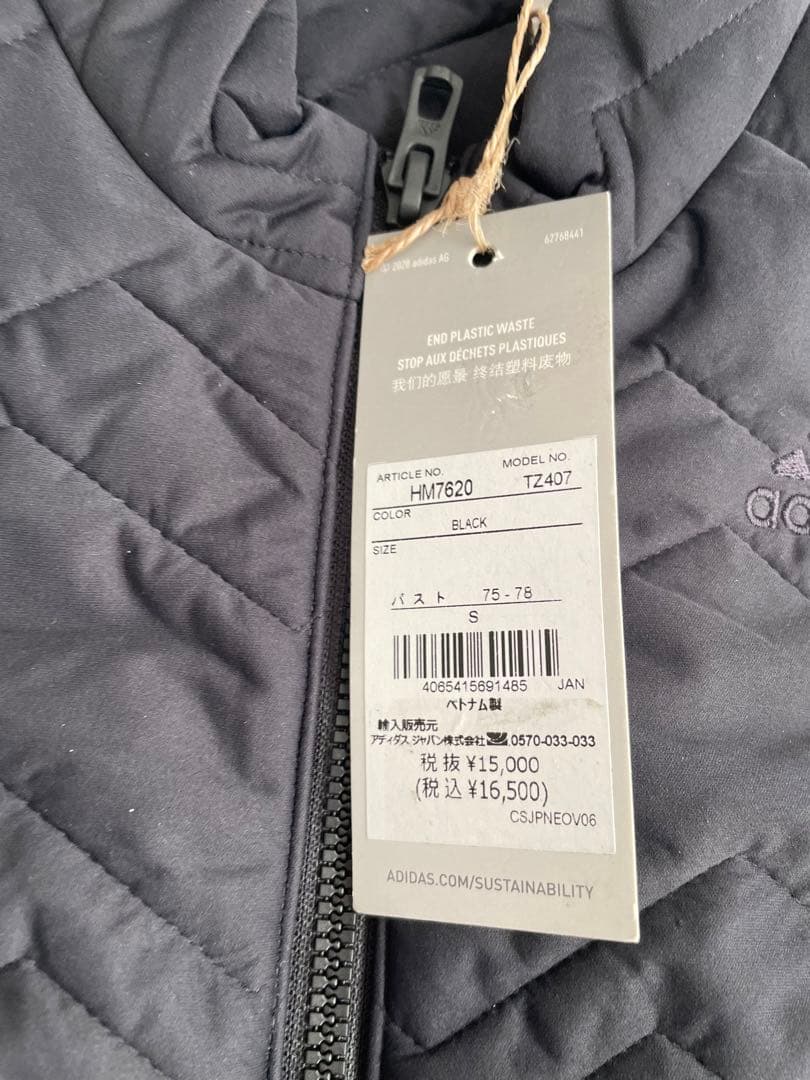 © 2020 adidas AG
62768441
END PLASTIC WASTE
STOP AUX DÉCHETS PLASTIQUES
我们的愿景 终结塑料废物
ARTICLE NO. MODEL NO.
HM7620 TZ407
COLOR
BLACK
SIZE
バスト 75-78
S
4065415691485 JAN
ベトナム製
輸入販売元
アディダス ジャパン株式会社 0570-033-033
税抜 ¥15,000
(税込 ¥16,500)
CSJPNEOV06
ADIDAS.COM/SUSTAINABILITY